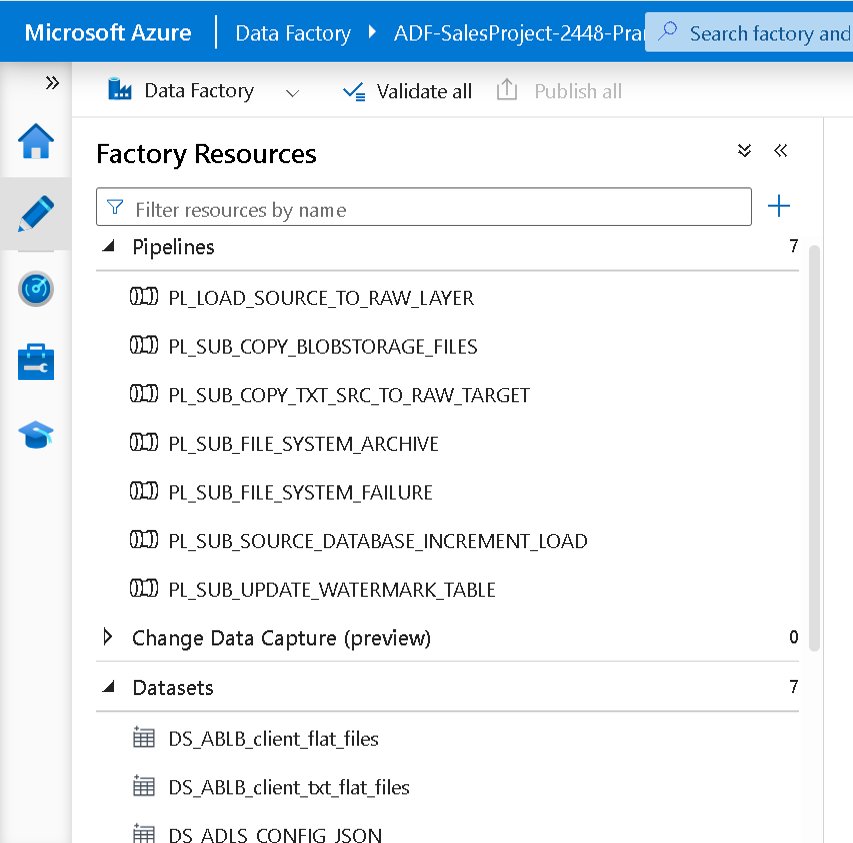 Microsoft Azure Data Factory ADF-SalesProject-2448-Pra Search factory and
Data Factory Validate all Publish all
Factory Resources
Filter resources by name
Pipelines 7
PL_LOAD_SOURCE_TO_RAW_LAYER
PL_SUB_COPY_BLOBSTORAGE_FILES
PL_SUB_COPY_TXT_SRC_TO_RAW_TARGET
PL_SUB_FILE_SYSTEM_ARCHIVE
PL_SUB_FILE_SYSTEM_FAILURE
PL_SUB_SOURCE_DATABASE_INCREMENT_LOAD
PL_SUB_UPDATE_WATERMARK_TABLE
Change Data Capture (preview) 0
Datasets 7
DS_ABLB_client_flat_files
DS_ABLB_client_txt_flat_files
DS_ADLS_CONFIG_JSON